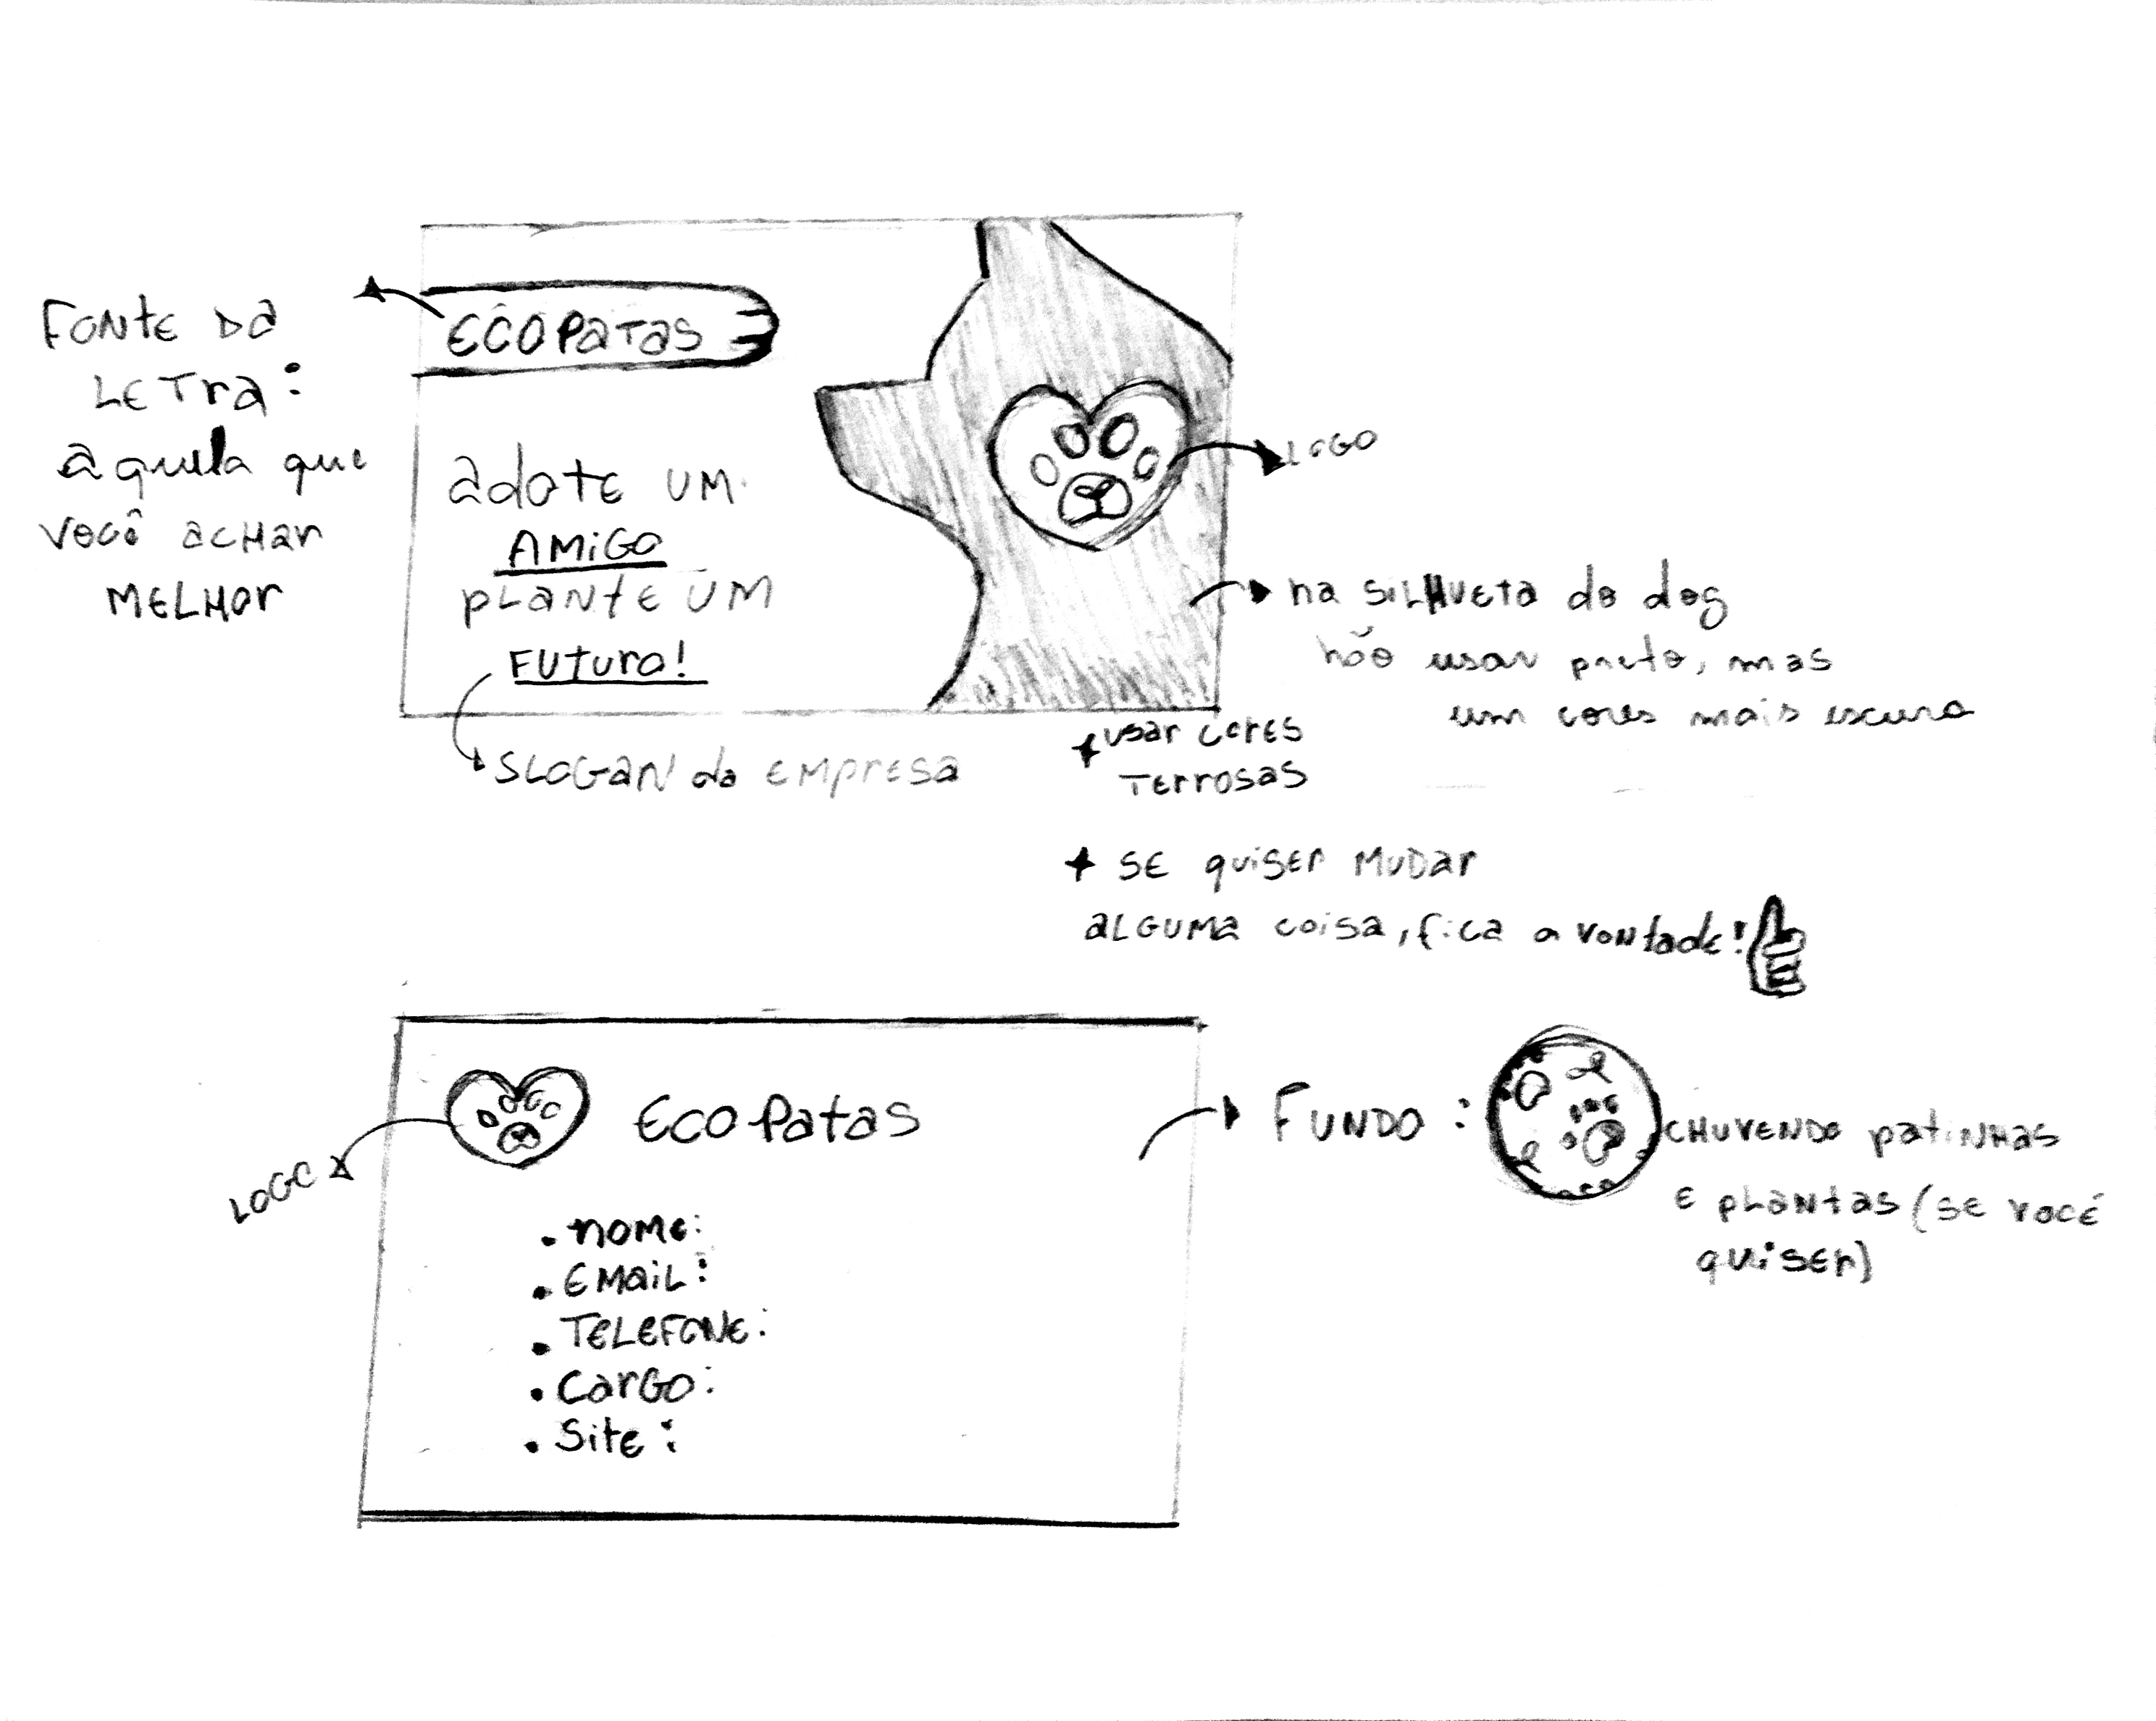 FONTE DA
LETRA:
aquela que
você achar
MELHOR
ECOPATAS
adote UM
AMIGO
PLANTE UM
FUTURO!
SLOGAN da EMPRESA
LOGO
na SILHUETA do dog
não usar preto, mas
um cores mais escura
+ usar cores
TERROSAS
+ SE quiser MUDAR
ALGUMA coisa, fica a vontade!
LOGO
Eco Patas
• nome:
• EMAIL:
• TELEFONE:
• Cargo:
• Site:
FUNDO:
CHUVENDO patinhas
E plantas (se você
quiser)